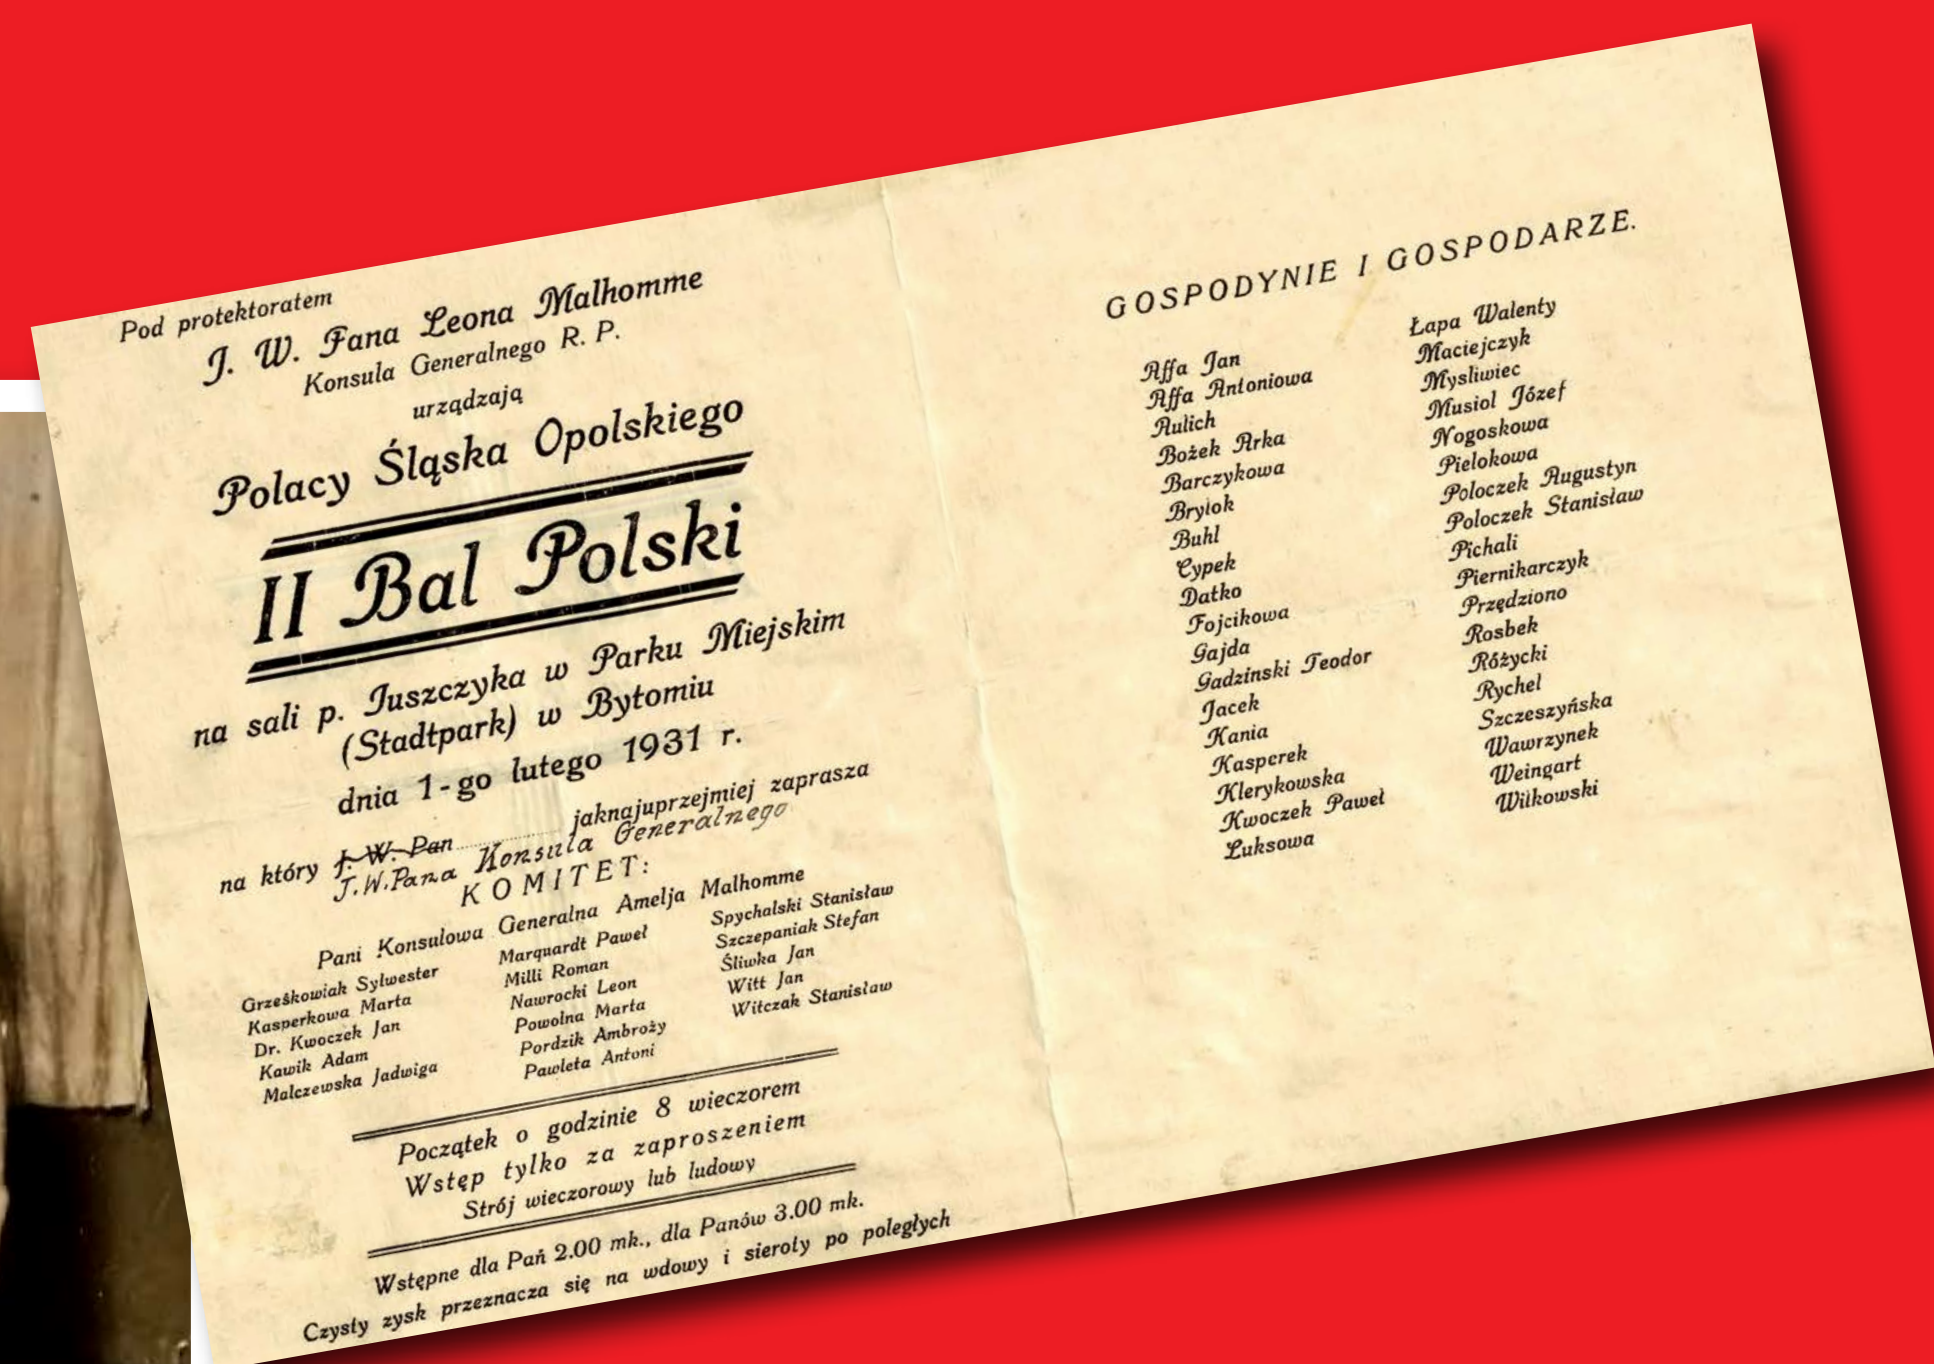 Pod protektoratem
J. W. Pana Leona Malhomme
Konsula Generalnego R. P.
urządzają
Polacy Śląska Opolskiego
II Bal Polski
na sali p. Juszczyka w Parku Miejskim
(Stadtpark) w Bytomiu
dnia 1-go lutego 1931 r.
na który J. W. Pan jaknajuprzejmiej zaprasza
J.W.Pana Konsula Generalnego
KOMITET:
Pani Konsulowa Generalna Amelja Malhomme
Grześkowiak Sylwester
Kasperkowa Marta
Dr. Kwoczek Jan
Kawik Adam
Malczewska Jadwiga
Marquardt Paweł
Milli Roman
Nawrocki Leon
Powolna Marta
Pordzik Ambroży
Pawleta Antoni
Spychalski Stanisław
Szczepaniak Stefan
Śliwka Jan
Witt Jan
Witczak Stanisław
Początek o godzinie 8 wieczorem
Wstęp tylko za zaproszeniem
Strój wieczorowy lub ludowy
Wstępne dla Pań 2.00 mk., dla Panów 3.00 mk.
Czysty zysk przeznacza się na wdowy i sieroty po poległych
GOSPODYNIE I GOSPODARZE.
Affa Jan
Affa Antoniowa
Aulich
Bożek Arka
Barczykowa
Bryłok
Buhl
Cypek
Datko
Fojcikowa
Gajda
Gadzinski Teodor
Jacek
Kania
Kasperek
Klerykowska
Kwoczek Paweł
Łuksowa
Łapa Walenty
Maciejczyk
Mysliwiec
Musiol Józef
Nogoskowa
Pielokowa
Poloczek Augustyn
Poloczek Stanisław
Pichali
Piernikarczyk
Przędziono
Rosbek
Różycki
Rychel
Szczeszyńska
Wawrzynek
Weingart
Wiłkowski